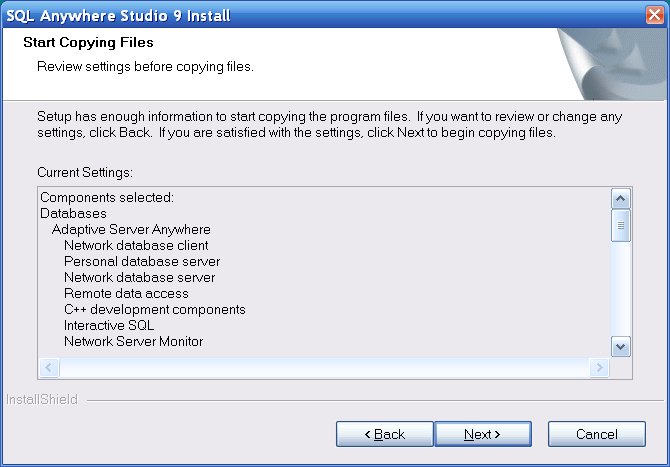 SQL Anywhere Studio 9 Install
Start Copying Files
Review settings before copying files.
Setup has enough information to start copying the program files. If you want to review or change any
settings, click Back. If you are satisfied with the settings, click Next to begin copying files.
Current Settings:
Components selected:
Databases
Adaptive Server Anywhere
Network database client
Personal database server
Network database server
Remote data access
C++ development components
Interactive SQL
Network Server Monitor
InstallShield
< Back
Next >
Cancel